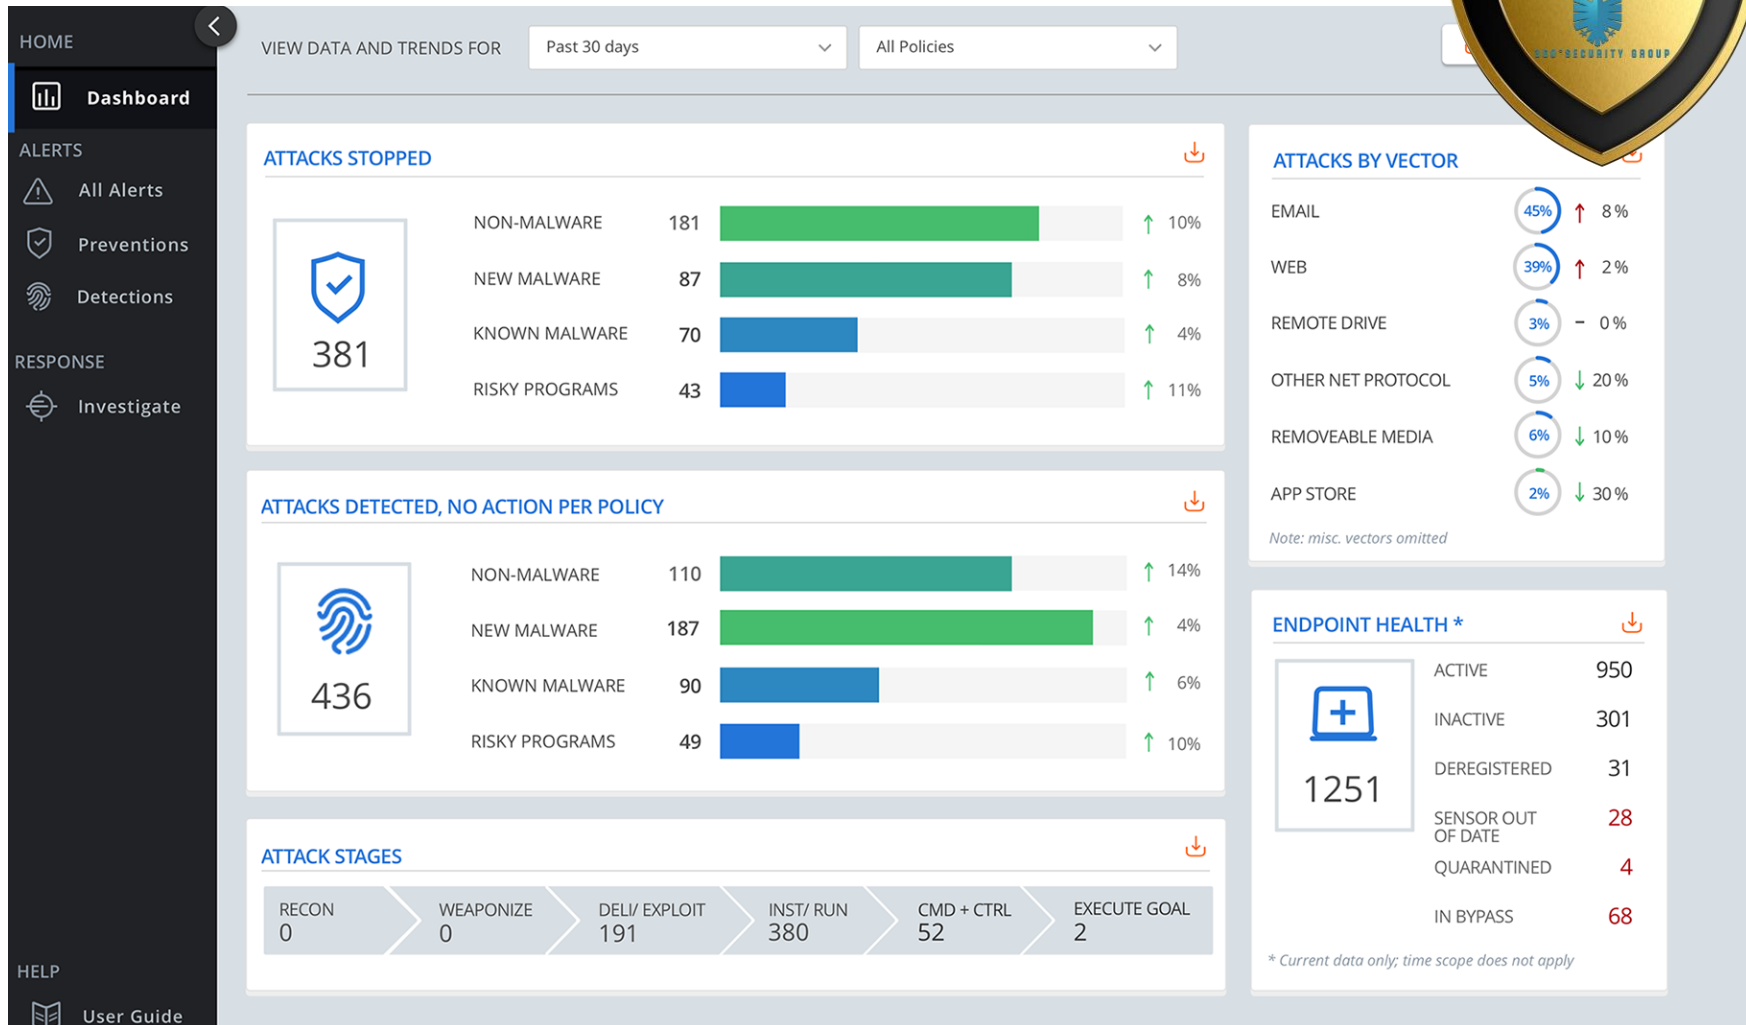 HOME
Dashboard
ALERTS
All Alerts
Preventions
Detections
RESPONSE
Investigate
HELP
User Guide
VIEW DATA AND TRENDS FOR
Past 30 days
All Policies
360°SECURITY GROUP
ATTACKS STOPPED
381
NON-MALWARE 181 10%
NEW MALWARE 87 8%
KNOWN MALWARE 70 4%
RISKY PROGRAMS 43 11%
ATTACKS DETECTED, NO ACTION PER POLICY
436
NON-MALWARE 110 14%
NEW MALWARE 187 4%
KNOWN MALWARE 90 6%
RISKY PROGRAMS 49 10%
ATTACK STAGES
RECON WEAPONIZE DELI/ EXPLOIT INST/ RUN CMD + CTRL EXECUTE GOAL
0 0 191 380 52 2
ATTACKS BY VECTOR
EMAIL 45% 8%
WEB 39% 2%
REMOTE DRIVE 3% - 0%
OTHER NET PROTOCOL 5% 20%
REMOVEABLE MEDIA 6% 10%
APP STORE 2% 30%
Note: misc. vectors omitted
ENDPOINT HEALTH *
1251
ACTIVE 950
INACTIVE 301
DEREGISTERED 31
SENSOR OUT 28
OF DATE
QUARANTINED 4
IN BYPASS 68
* Current data only; time scope does not apply